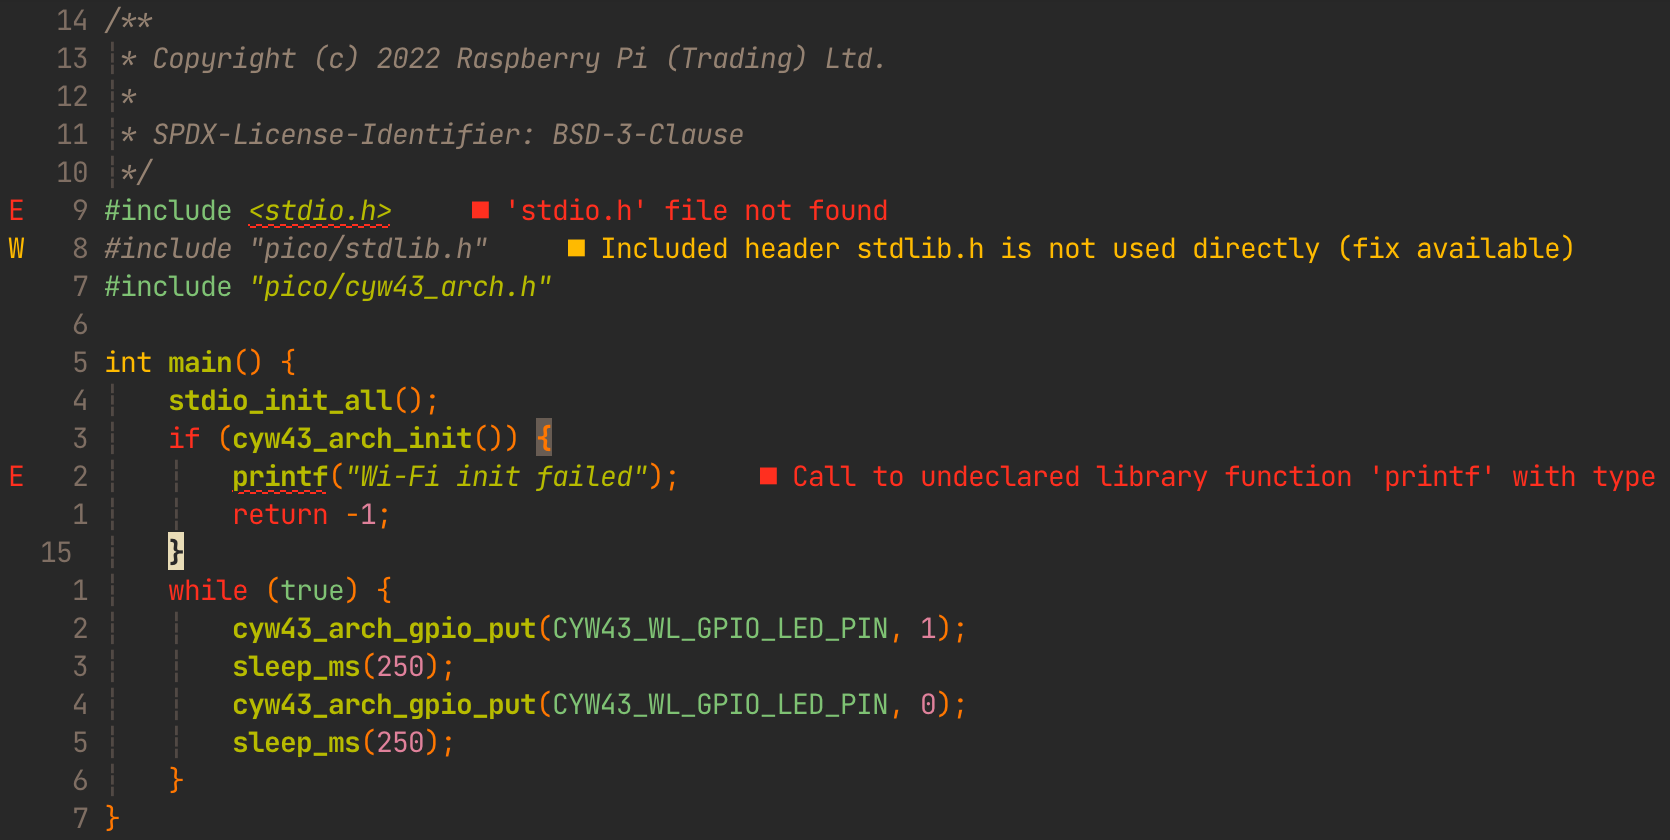 14 /**
13 * Copyright (c) 2022 Raspberry Pi (Trading) Ltd.
12 *
11 * SPDX-License-Identifier: BSD-3-Clause
10 */
E 9 #include <stdio.h> ■ 'stdio.h' file not found
W 8 #include "pico/stdlib.h" ■ Included header stdlib.h is not used directly (fix available)
7 #include "pico/cyw43_arch.h"
6
5 int main() {
4 stdio_init_all();
3 if (cyw43_arch_init()) {
E 2 printf("Wi-Fi init failed"); ■ Call to undeclared library function 'printf' with type
1 return -1;
15 }
1 while (true) {
2 cyw43_arch_gpio_put(CYW43_WL_GPIO_LED_PIN, 1);
3 sleep_ms(250);
4 cyw43_arch_gpio_put(CYW43_WL_GPIO_LED_PIN, 0);
5 sleep_ms(250);
6 }
7 }